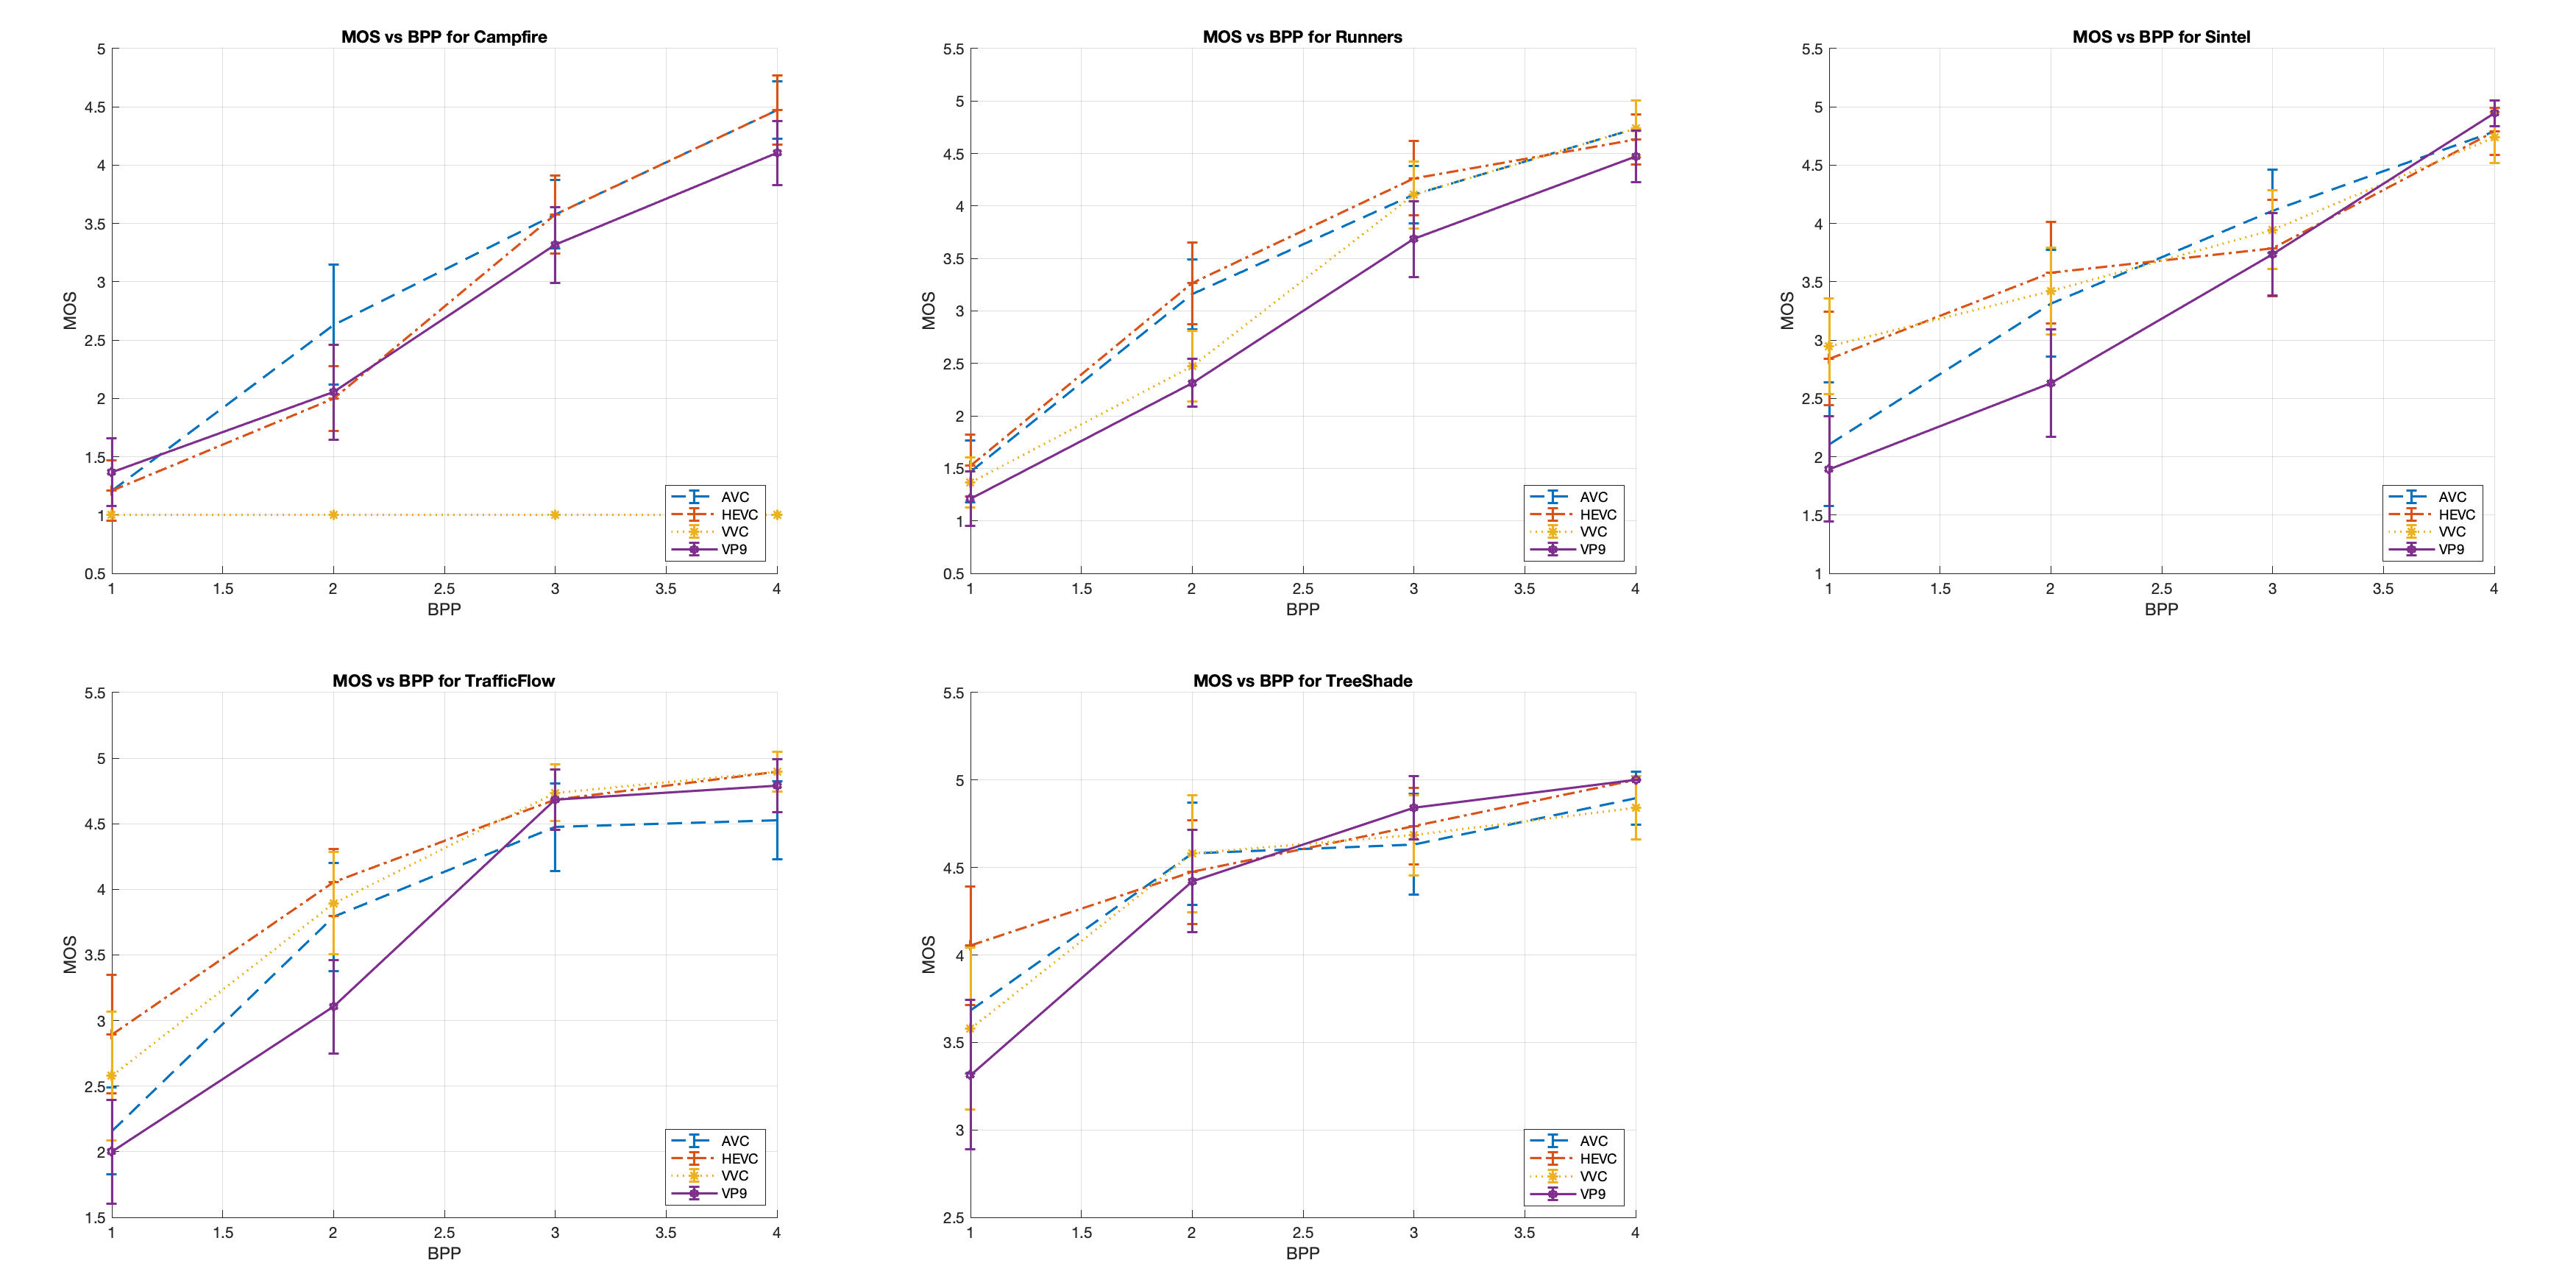 MOS vs BPP for Campfire
5
4.5
4
3.5
3
2.5
2
1.5
1
0.5
MOS
1 1.5 2 2.5 3 3.5 4
BPP
AVC
HEVC
VVC
VP9
MOS vs BPP for Runners
5.5
5
4.5
4
3.5
3
2.5
2
1.5
1
0.5
MOS
1 1.5 2 2.5 3 3.5 4
BPP
AVC
HEVC
VVC
VP9
MOS vs BPP for Sintel
5.5
5
4.5
4
3.5
3
2.5
2
1.5
1
MOS
1 1.5 2 2.5 3 3.5 4
BPP
AVC
HEVC
VVC
VP9
MOS vs BPP for TrafficFlow
5.5
5
4.5
4
3.5
3
2.5
2
1.5
MOS
1 1.5 2 2.5 3 3.5 4
BPP
AVC
HEVC
VVC
VP9
MOS vs BPP for TreeShade
5.5
5
4.5
4
3.5
3
2.5
MOS
1 1.5 2 2.5 3 3.5 4
BPP
AVC
HEVC
VVC
VP9